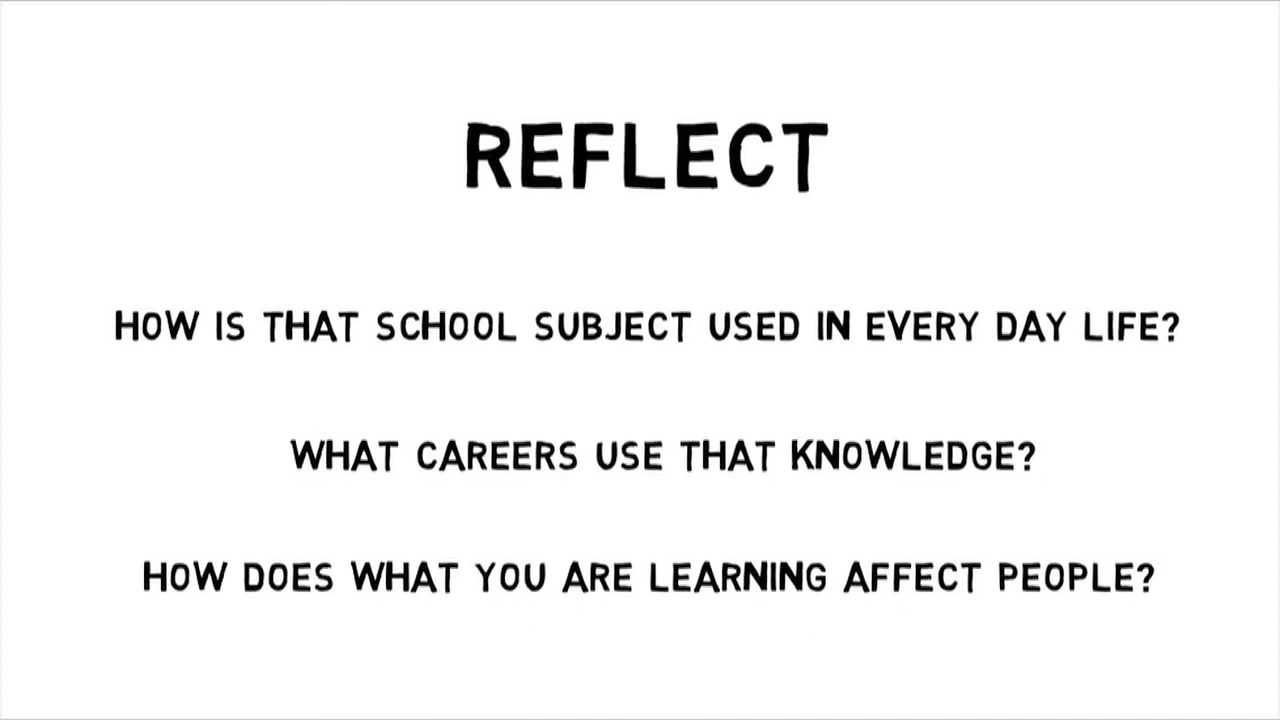 REFLECT
HOW IS THAT SCHOOL SUBJECT USED IN EVERY DAY LIFE?
WHAT CAREERS USE THAT KNOWLEDGE?
HOW DOES WHAT YOU ARE LEARNING AFFECT PEOPLE?